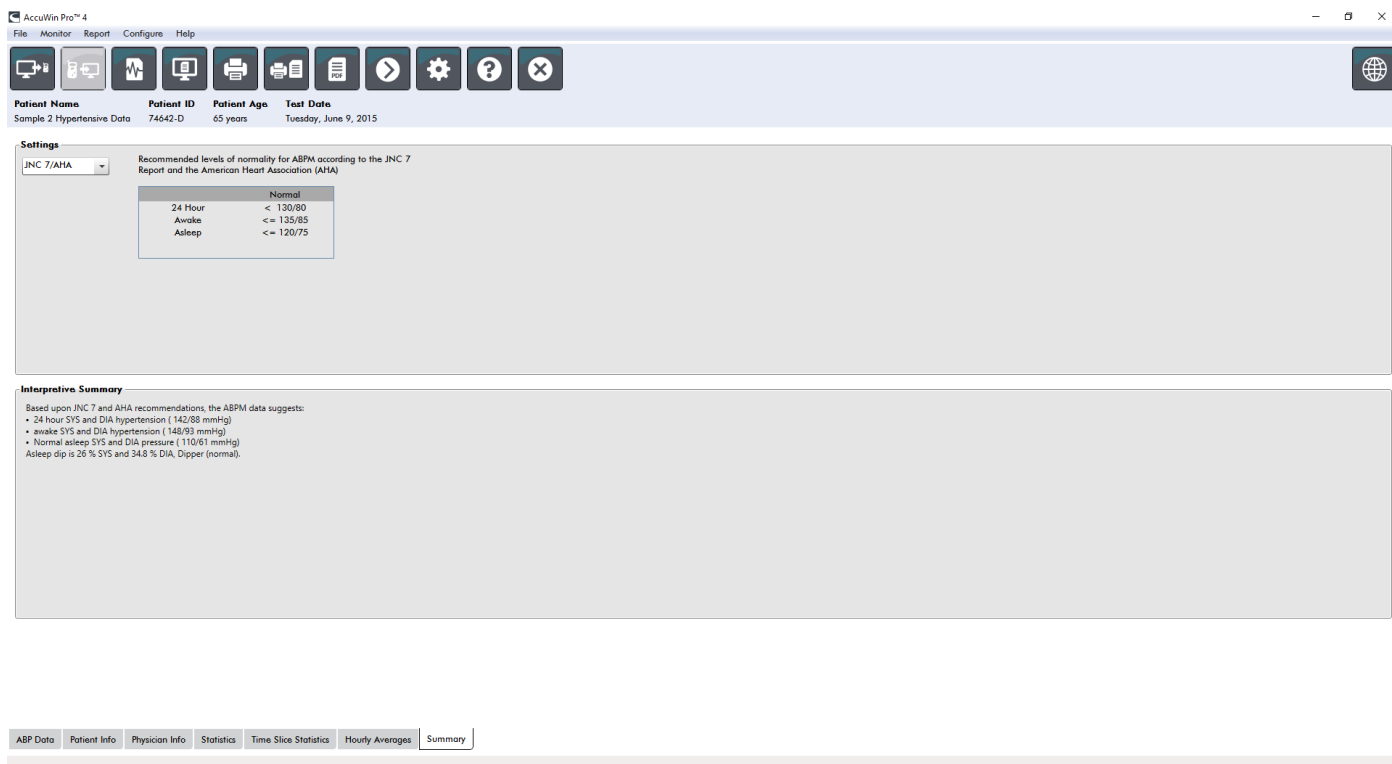 AccuWin Pro™ 4
File Monitor Report Configure Help
PDF
Patient Name Patient ID Patient Age Test Date
Sample 2 Hypertensive Data 74642-D 65 years Tuesday, June 9, 2015
Settings
JNC 7/AHA
Recommended levels of normality for ABPM according to the JNC 7
Report and the American Heart Association (AHA)
Normal
24 Hour < 130/80
Awake <= 135/85
Asleep <= 120/75
Interpretive Summary
Based upon JNC 7 and AHA recommendations, the ABPM data suggests:
• 24 hour SYS and DIA hypertension ( 142/88 mmHg)
• awake SYS and DIA hypertension ( 148/93 mmHg)
• Normal asleep SYS and DIA pressure ( 110/61 mmHg)
Asleep dip is 26 % SYS and 34.8 % DIA, Dipper (normal).
ABP Data Patient Info Physician Info Statistics Time Slice Statistics Hourly Averages Summary